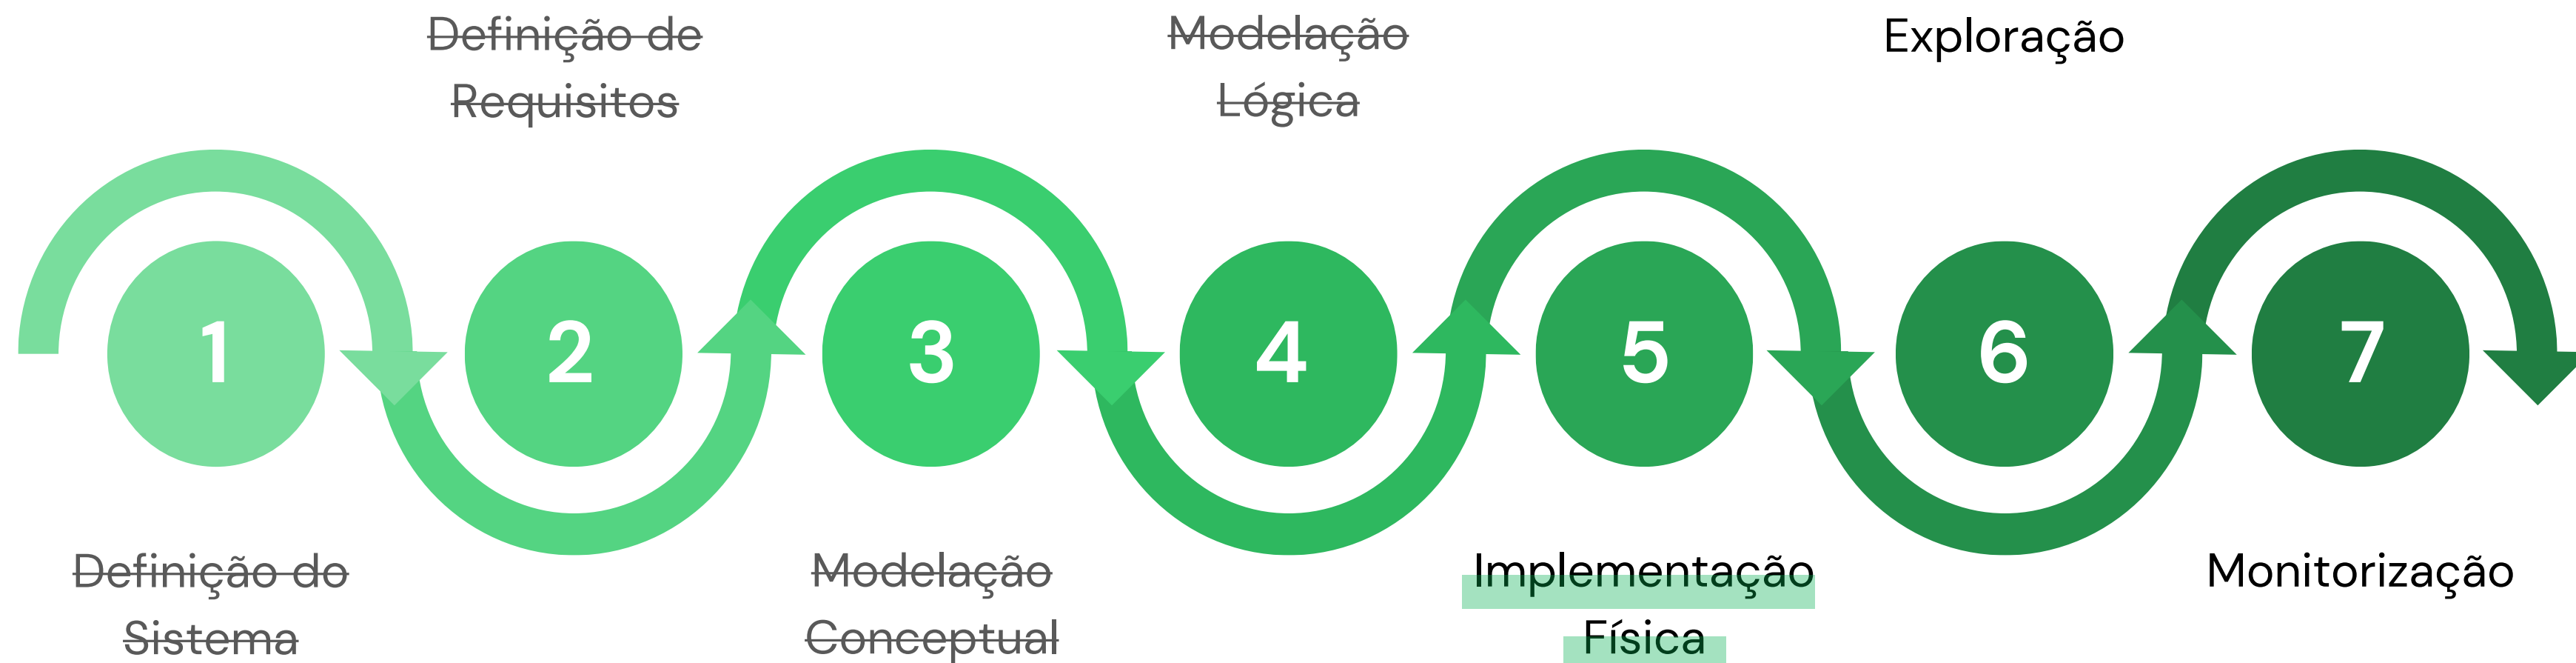 Definição de
Requisitos
Modelação
Lógica
Exploração
1
2
3
4
5
6
7
Definição do
Sistema
Modelação
Conceptual
Implementação
Física
Monitorização